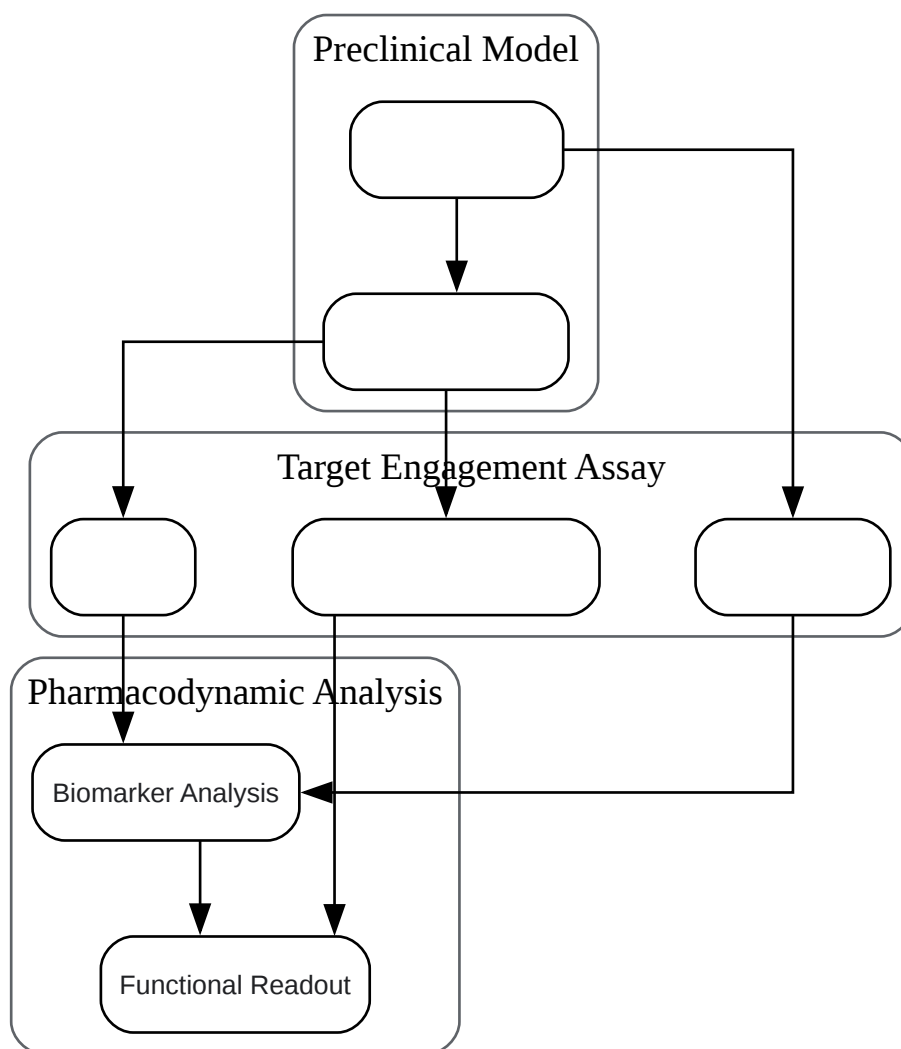 Preclinical Model
Target Engagement Assay
Pharmacodynamic Analysis
Biomarker Analysis
Functional Readout